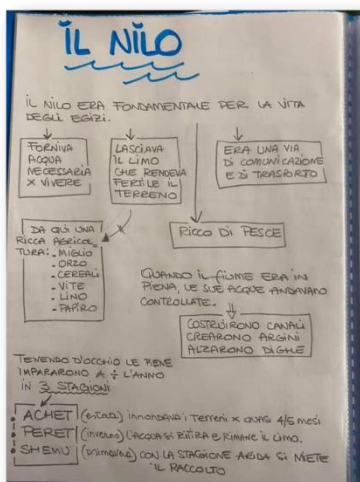 IL NILO
IL NILO ERA FONDAMENTALE PER LA VITA
DEGLI EGIZI.
FORNIVA
ACQUA
NECESSARIA
X VIVERE
LASCIAVA
IL LIMO
CHE RENDEVA
FERTILE IL
TERRENO
ERA UNA VIA
DI COMUNICAZIONE
E DI TRASPORTO
DA QUI UNA
RICCA AGRICOL
TURA: - MIGLIO
- ORZO
- CEREALI
- VITE
- LINO
- PAPIRO
RICCO DI PESCE
QUANDO IL FIUME ERA IN
PIENA, LE SUE ACQUE ANDAVANO
CONTROLLATE.
COSTRUIRONO CANALI
CREARONO ARGINI
ALZARONO DIGHE
TENENDO D'OCCHIO LE PIENE
IMPARARONO A ÷ L'ANNO
IN 3 STAGIONI
ACHET (estate) INNONDAVA i TERRENI X QUASI 4/5 MESI
PERET (inverno) L'ACQUA SI RITIRA E RIMANE IL LIMO.
SHEMU (primavera) CON LA STAGIONE ARIDA SI MIETE
IL RACCOLTO